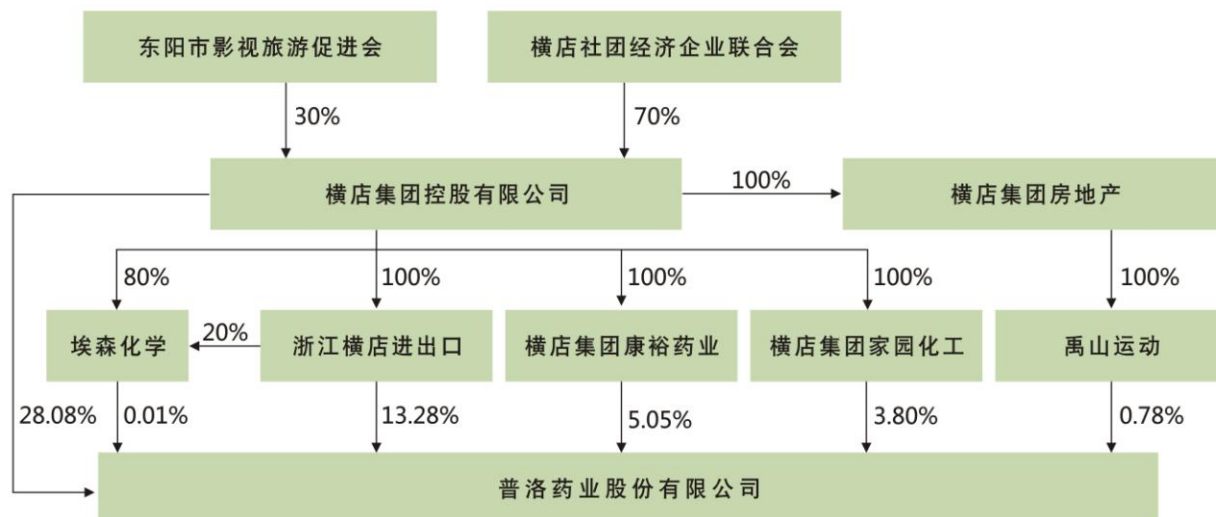 东阳市影视旅游促进会
横店社团经济企业联合会
30%
70%
横店集团控股有限公司
100%
横店集团房地产
80%
100%
100%
100%
100%
埃森化学
20%
浙江横店进出口
横店集团康裕药业
横店集团家园化工
禹山运动
28.08%
0.01%
13.28%
5.05%
3.80%
0.78%
普洛药业股份有限公司